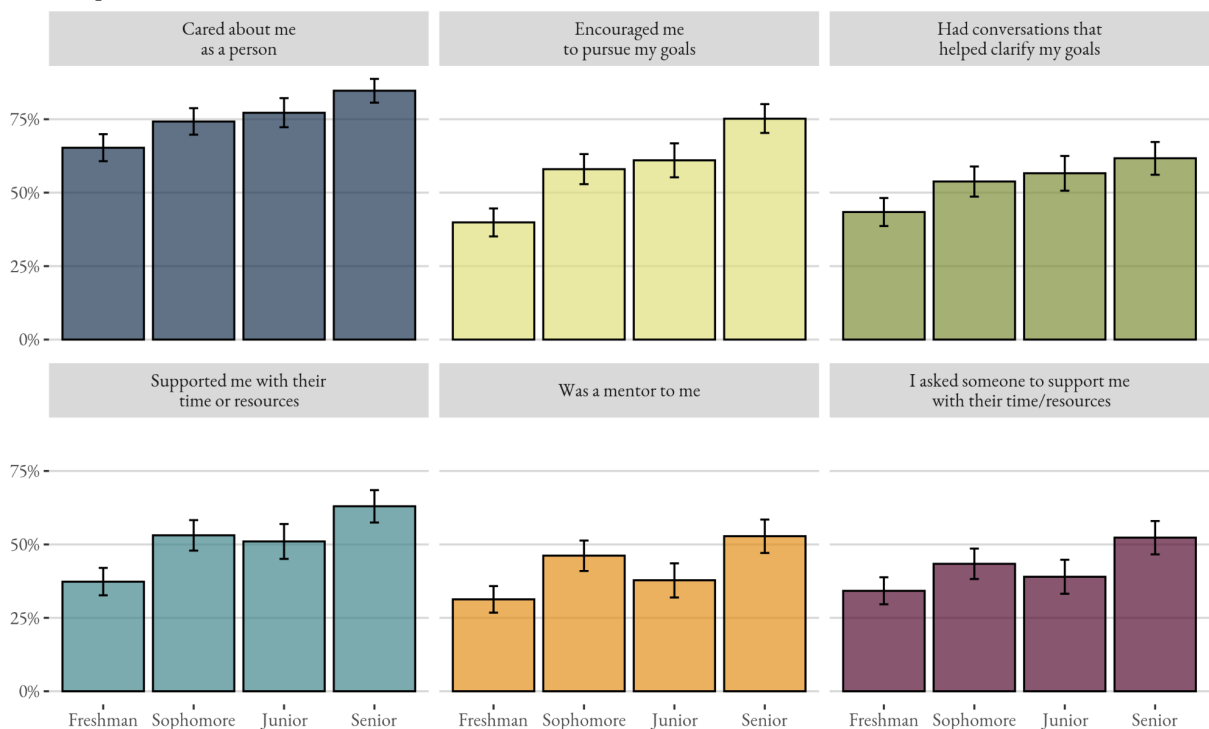 Cared about me
as a person
Encouraged me
to pursue my goals
Had conversations that
helped clarify my goals
75%
50%
25%
0%
Supported me with their
time or resources
Was a mentor to me
I asked someone to support me
with their time/resources
75%
50%
25%
0%
Freshman Sophomore Junior Senior
Freshman Sophomore Junior Senior
Freshman Sophomore Junior Senior